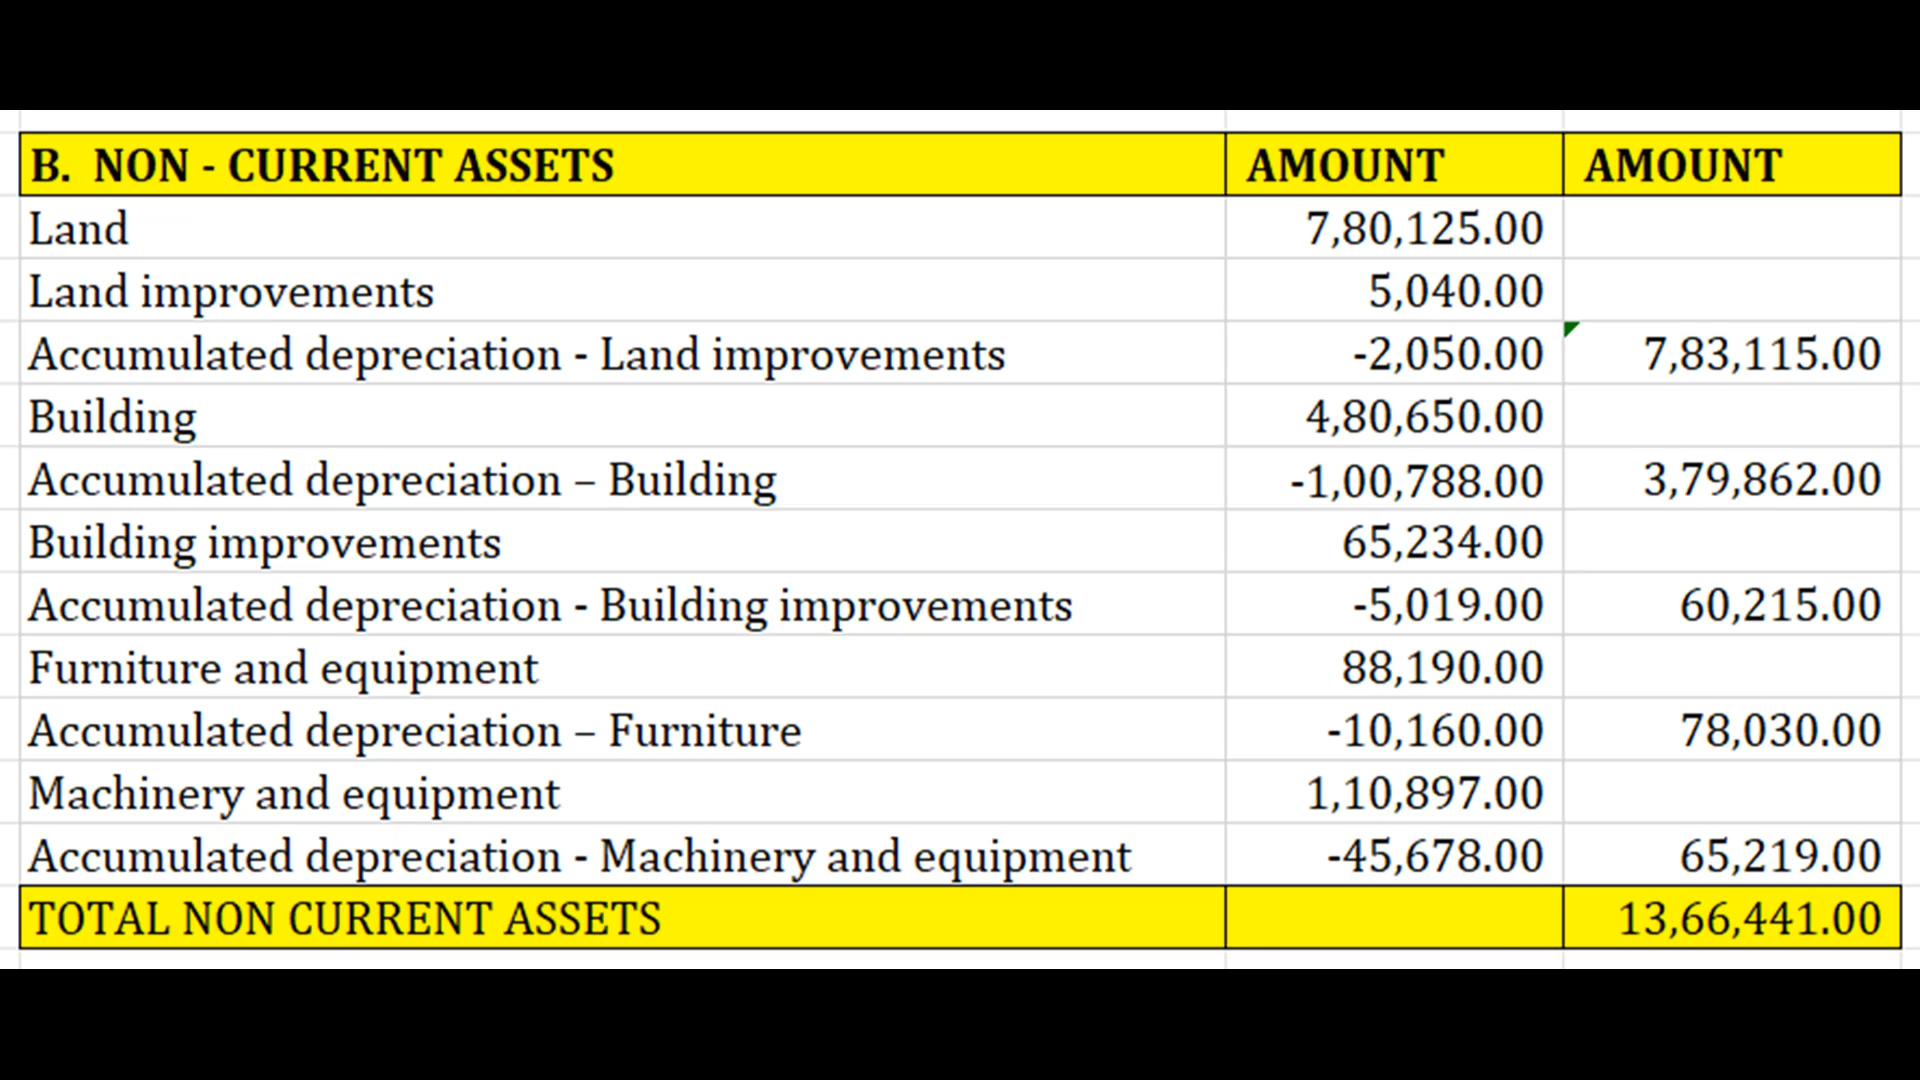 B. NON - CURRENT ASSETS AMOUNT AMOUNT
Land 7,80,125.00
Land improvements 5,040.00
Accumulated depreciation - Land improvements -2,050.00 7,83,115.00
Building 4,80,650.00
Accumulated depreciation – Building -1,00,788.00 3,79,862.00
Building improvements 65,234.00
Accumulated depreciation - Building improvements -5,019.00 60,215.00
Furniture and equipment 88,190.00
Accumulated depreciation – Furniture -10,160.00 78,030.00
Machinery and equipment 1,10,897.00
Accumulated depreciation - Machinery and equipment -45,678.00 65,219.00
TOTAL NON CURRENT ASSETS 13,66,441.00